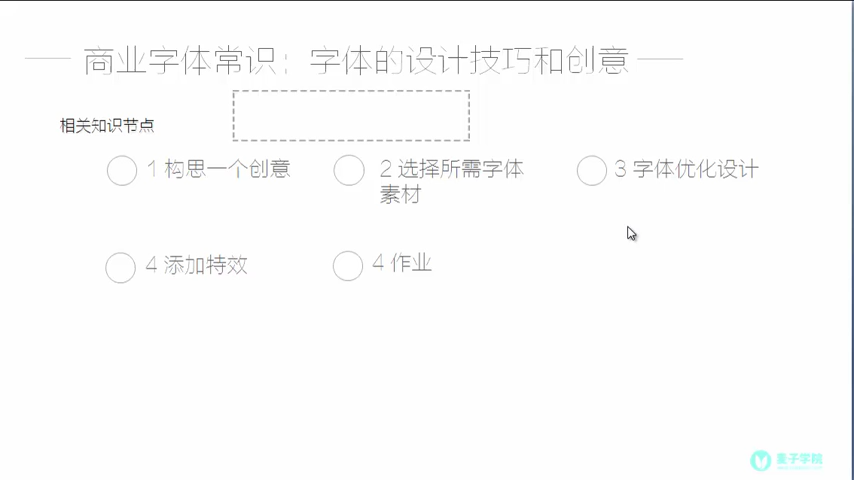 商业字体常识：字体的设计技巧和创意
相关知识节点
1 构思一个创意
2 选择所需字体
素材
3 字体优化设计
4 添加特效
4 作业
麦子学院